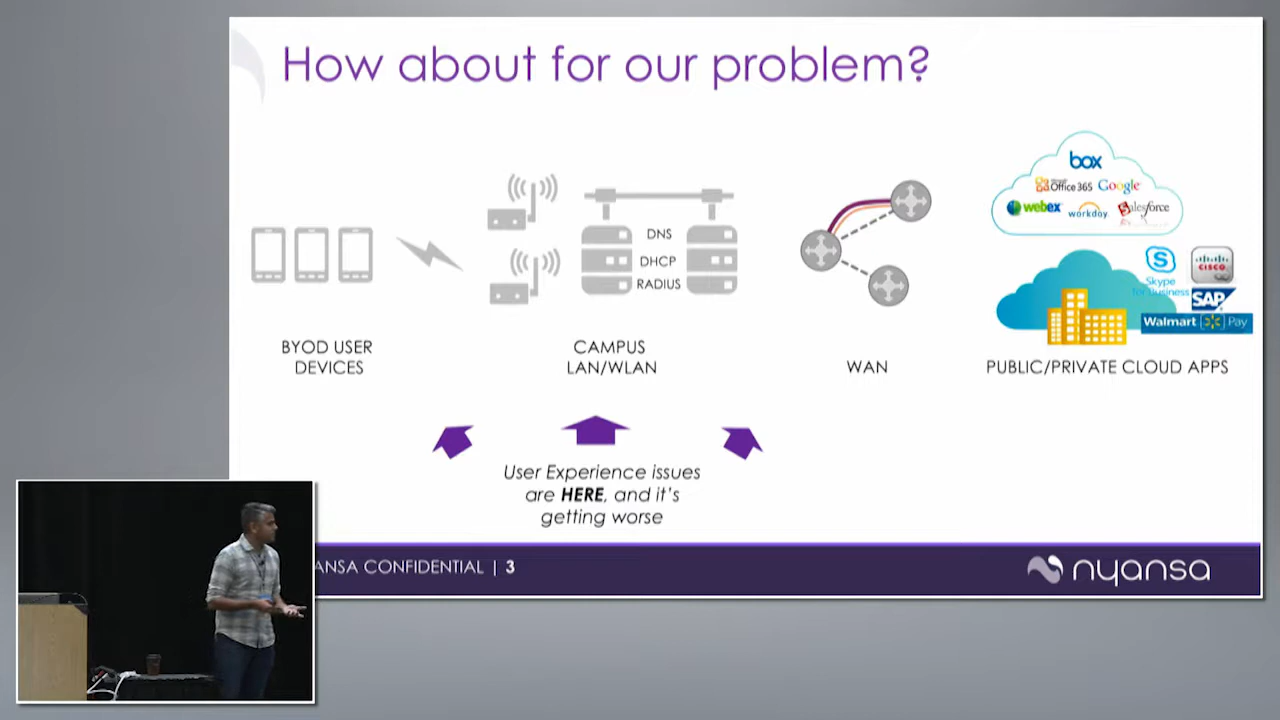 How about for our problem?
box
Microsoft
Office 365
Google
webex
workday
Salesforce
DNS
DHCP
RADIUS
Skype
for Business
CISCO
SAP
Walmart Pay
BYOD USER
DEVICES
CAMPUS
LAN/WLAN
WAN
PUBLIC/PRIVATE CLOUD APPS
User Experience issues
are HERE, and it's
getting worse
ANSA CONFIDENTIAL | 3
nyansa